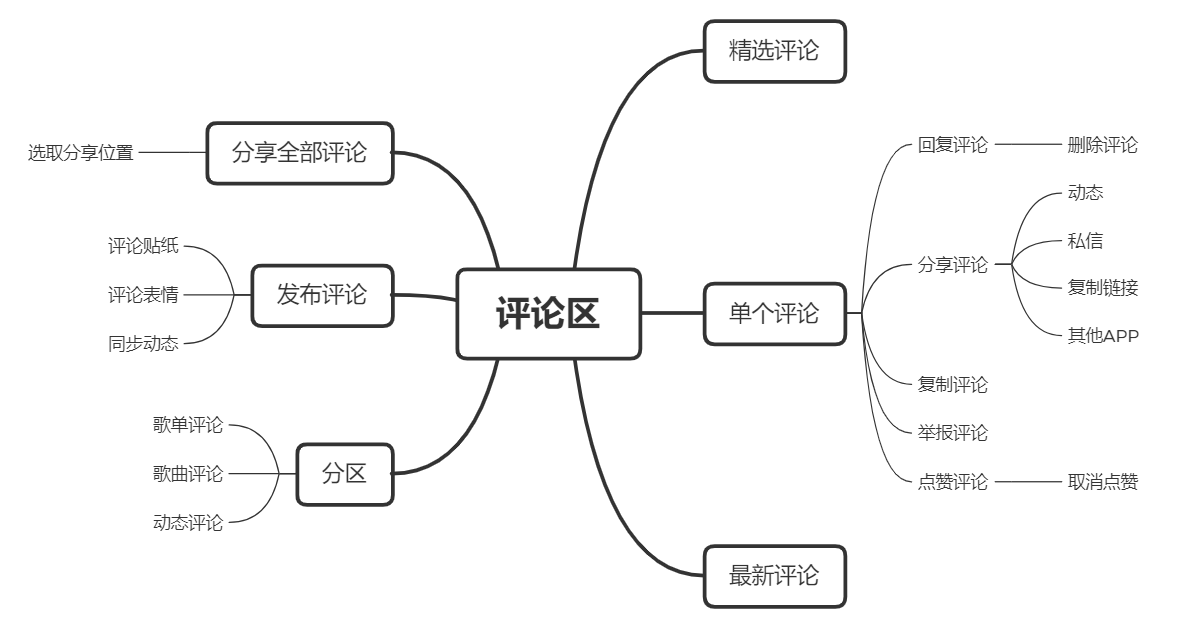 精选评论
分享全部评论
选取分享位置
回复评论
删除评论
动态
私信
分享评论
复制链接
其他APP
评论贴纸
发布评论
评论表情
同步动态
评论区
单个评论
复制评论
歌单评论
举报评论
分区
歌曲评论
点赞评论
取消点赞
动态评论
最新评论